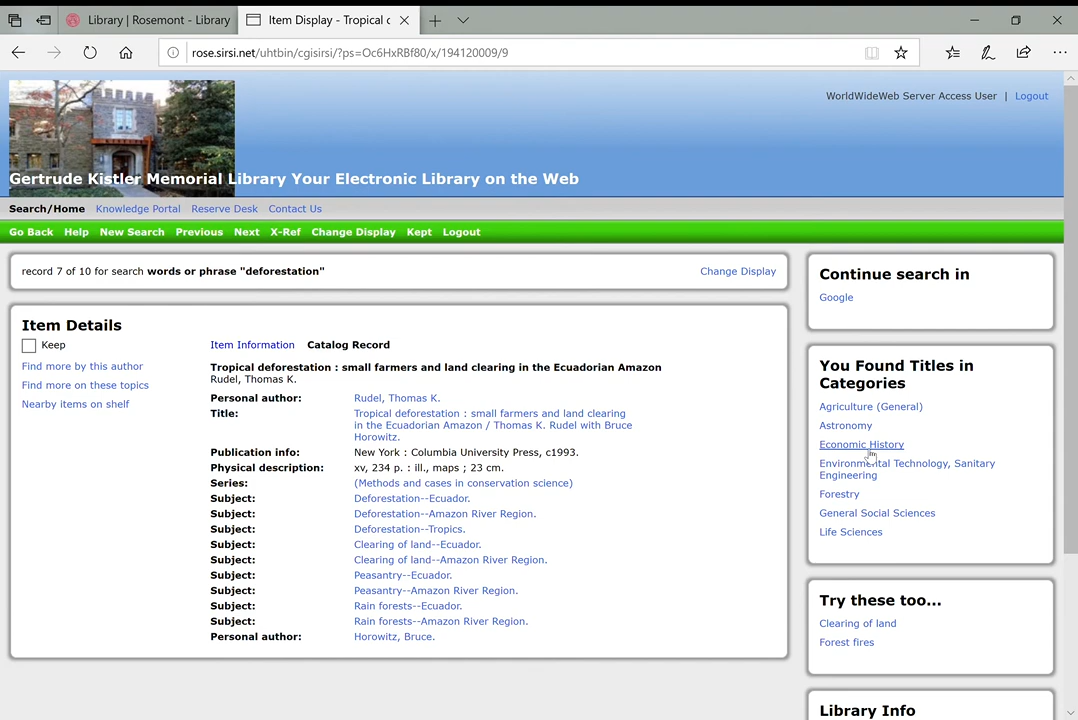 Library | Rosemont - Library
Item Display - Tropical c
rose.sirsi.net/uhtbin/cgisirsi/?ps=Oc6HxRBf80/x/194120009/9
WorldWideWeb Server Access User | Logout
Gertrude Kistler Memorial Library Your Electronic Library on the Web
Search/Home Knowledge Portal Reserve Desk Contact Us
Go Back Help New Search Previous Next X-Ref Change Display Kept Logout
record 7 of 10 for search words or phrase "deforestation"
Change Display
Item Details
Keep
Find more by this author
Find more on these topics
Nearby items on shelf
Item Information Catalog Record
Tropical deforestation : small farmers and land clearing in the Ecuadorian Amazon
Rudel, Thomas K.
Personal author: Rudel, Thomas K.
Title: Tropical deforestation : small farmers and land clearing
in the Ecuadorian Amazon / Thomas K. Rudel with Bruce
Horowitz.
Publication info: New York : Columbia University Press, c1993.
Physical description: xv, 234 p. : ill., maps ; 23 cm.
Series: (Methods and cases in conservation science)
Subject: Deforestation--Ecuador.
Subject: Deforestation--Amazon River Region.
Subject: Deforestation--Tropics.
Subject: Clearing of land--Ecuador.
Subject: Clearing of land--Amazon River Region.
Subject: Peasantry--Ecuador.
Subject: Peasantry--Amazon River Region.
Subject: Rain forests--Ecuador.
Subject: Rain forests--Amazon River Region.
Personal author: Horowitz, Bruce.
Continue search in
Google
You Found Titles in
Categories
Agriculture (General)
Astronomy
Economic History
Environmental Technology, Sanitary
Engineering
Forestry
General Social Sciences
Life Sciences
Try these too...
Clearing of land
Forest fires
Library Info